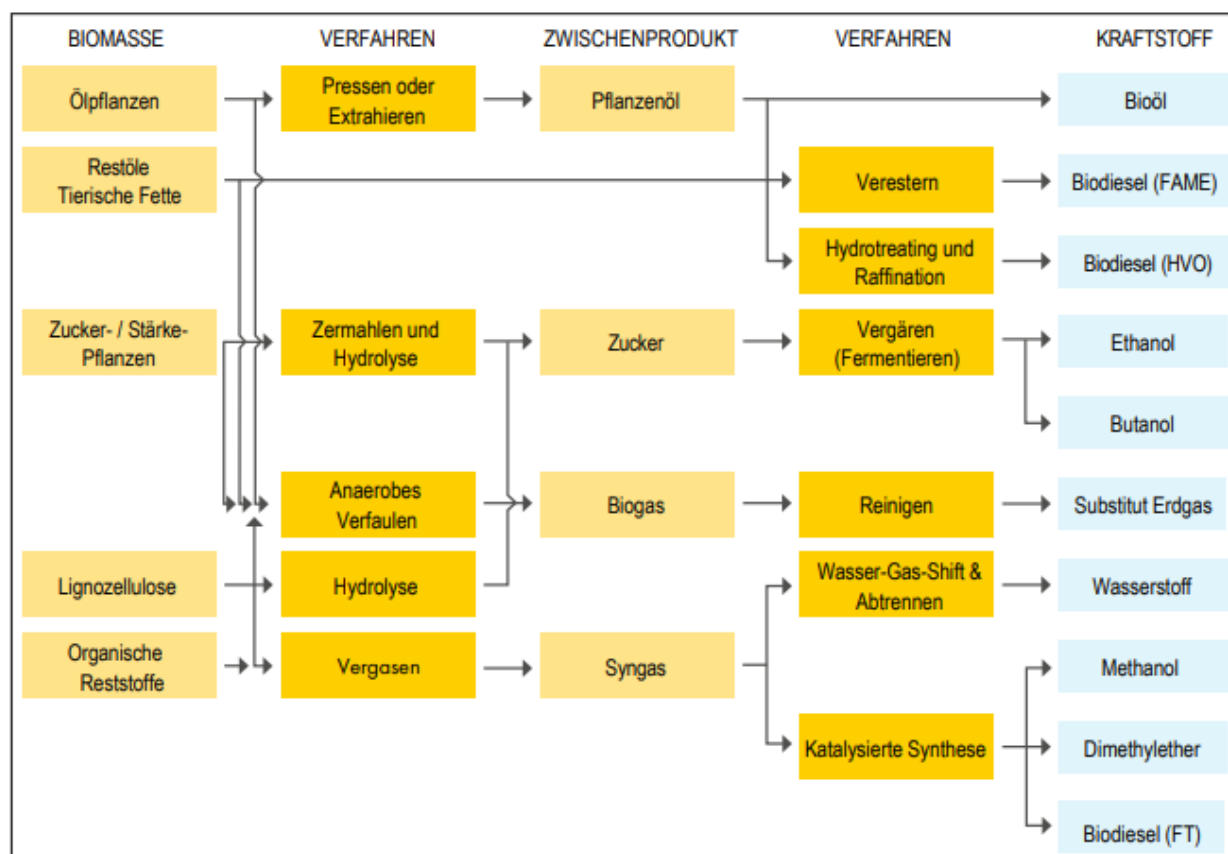 BIOMASSE
VERFAHREN
ZWISCHENPRODUKT
VERFAHREN
KRAFTSTOFF
Ölpflanzen
Pressen oder
Extrahieren
Pflanzenöl
Bioöl
Restöle
Tierische Fette
Verestern
Biodiesel (FAME)
Hydrotreating und
Raffination
Biodiesel (HVO)
Zucker- / Stärke-
Pflanzen
Zermahlen und
Hydrolyse
Zucker
Vergären
(Fermentieren)
Ethanol
Butanol
Anaerobes
Verfaulen
Biogas
Reinigen
Substitut Erdgas
Lignozellulose
Hydrolyse
Wasser-Gas-Shift &
Abtrennen
Wasserstoff
Organische
Reststoffe
Vergasen
Syngas
Methanol
Katalysierte Synthese
Dimethylether
Biodiesel (FT)